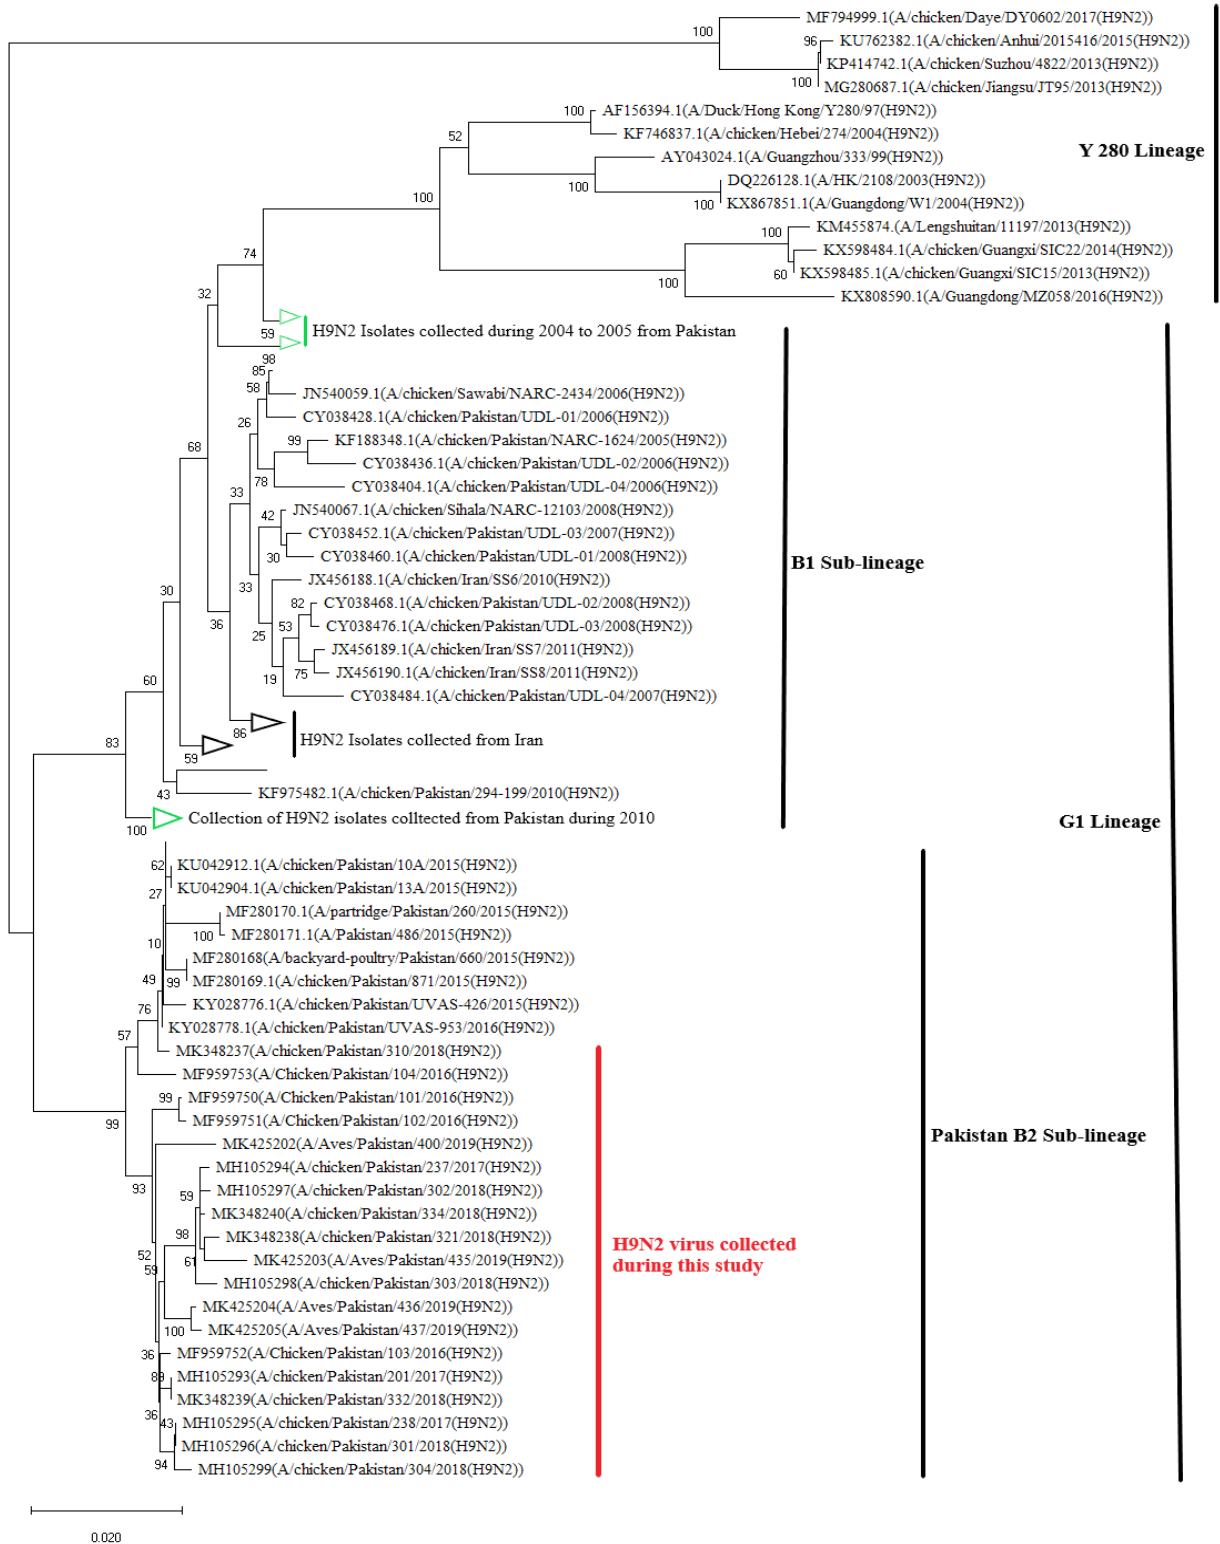 MF794999.1(A/chicken/Daye/DY0602/2017(H9N2))
100
96
KU762382.1(A/chicken/Anhui/2015416/2015(H9N2))
KP414742.1(A/chicken/Suzhou/4822/2013(H9N2))
100
MG280687.1(A/chicken/Jiangsu/JT95/2013(H9N2))
100
AF156394.1(A/Duck/Hong Kong/Y280/97(H9N2))
52
KF746837.1(A/chicken/Hebei/274/2004(H9N2))
Y 280 Lineage
AY043024.1(A/Guangzhou/333/99(H9N2))
100
DQ226128.1(A/HK/2108/2003(H9N2))
100
100
KX867851.1(A/Guangdong/W1/2004(H9N2))
100
KM455874.1(A/Lengshuitan/11197/2013(H9N2))
74
KX598484.1(A/chicken/Guangxi/SIC22/2014(H9N2))
100
60
KX598485.1(A/chicken/Guangxi/SIC15/2013(H9N2))
32
KX808590.1(A/Guangdong/MZ058/2016(H9N2))
59
H9N2 Isolates collected during 2004 to 2005 from Pakistan
98
85
58
JN540059.1(A/chicken/Sawabi/NARC-2434/2006(H9N2))
26
CY038428.1(A/chicken/Pakistan/UDL-01/2006(H9N2))
68
99
KF188348.1(A/chicken/Pakistan/NARC-1624/2005(H9N2))
CY038436.1(A/chicken/Pakistan/UDL-02/2006(H9N2))
78
CY038404.1(A/chicken/Pakistan/UDL-04/2006(H9N2))
33
42
JN540067.1(A/chicken/Sihala/NARC-12103/2008(H9N2))
CY038452.1(A/chicken/Pakistan/UDL-03/2007(H9N2))
30
CY038460.1(A/chicken/Pakistan/UDL-01/2008(H9N2))
B1 Sub-lineage
33
JX456188.1(A/chicken/Iran/SS6/2010(H9N2))
30
82
CY038468.1(A/chicken/Pakistan/UDL-02/2008(H9N2))
36
25
53
CY038476.1(A/chicken/Pakistan/UDL-03/2008(H9N2))
JX456189.1(A/chicken/Iran/SS7/2011(H9N2))
75
JX456190.1(A/chicken/Iran/SS8/2011(H9N2))
60
19
CY038484.1(A/chicken/Pakistan/UDL-04/2007(H9N2))
86
83
H9N2 Isolates collected from Iran
59
43
KF975482.1(A/chicken/Pakistan/294-199/2010(H9N2))
100
Collection of H9N2 isolates colltected from Pakistan during 2010
G1 Lineage
62
KU042912.1(A/chicken/Pakistan/10A/2015(H9N2))
27
KU042904.1(A/chicken/Pakistan/13A/2015(H9N2))
MF280170.1(A/partridge/Pakistan/260/2015(H9N2))
100
MF280171.1(A/Pakistan/486/2015(H9N2))
10
MF280168(A/backyard-poultry/Pakistan/660/2015(H9N2))
49
99
MF280169.1(A/chicken/Pakistan/871/2015(H9N2))
76
KY028776.1(A/chicken/Pakistan/UVAS-426/2015(H9N2))
57
KY028778.1(A/chicken/Pakistan/UVAS-953/2016(H9N2))
MK348237(A/chicken/Pakistan/310/2018(H9N2))
MF959753(A/Chicken/Pakistan/104/2016(H9N2))
99
MF959750(A/Chicken/Pakistan/101/2016(H9N2))
99
MF959751(A/Chicken/Pakistan/102/2016(H9N2))
Pakistan B2 Sub-lineage
MK425202(A/Aves/Pakistan/400/2019(H9N2))
MH105294(A/chicken/Pakistan/237/2017(H9N2))
93
59
MH105297(A/chicken/Pakistan/302/2018(H9N2))
MK348240(A/chicken/Pakistan/334/2018(H9N2))
98
MK348238(A/chicken/Pakistan/321/2018(H9N2))
H9N2 virus collected
during this study
52
61
MK425203(A/Aves/Pakistan/435/2019(H9N2))
59
MH105298(A/chicken/Pakistan/303/2018(H9N2))
MK425204(A/Aves/Pakistan/436/2019(H9N2))
100
MK425205(A/Aves/Pakistan/437/2019(H9N2))
36
MF959752(A/Chicken/Pakistan/103/2016(H9N2))
MH105293(A/chicken/Pakistan/201/2017(H9N2))
MK348239(A/chicken/Pakistan/332/2018(H9N2))
36
43
MH105295(A/chicken/Pakistan/238/2017(H9N2))
MH105296(A/chicken/Pakistan/301/2018(H9N2))
94
MH105299(A/chicken/Pakistan/304/2018(H9N2))
0.020